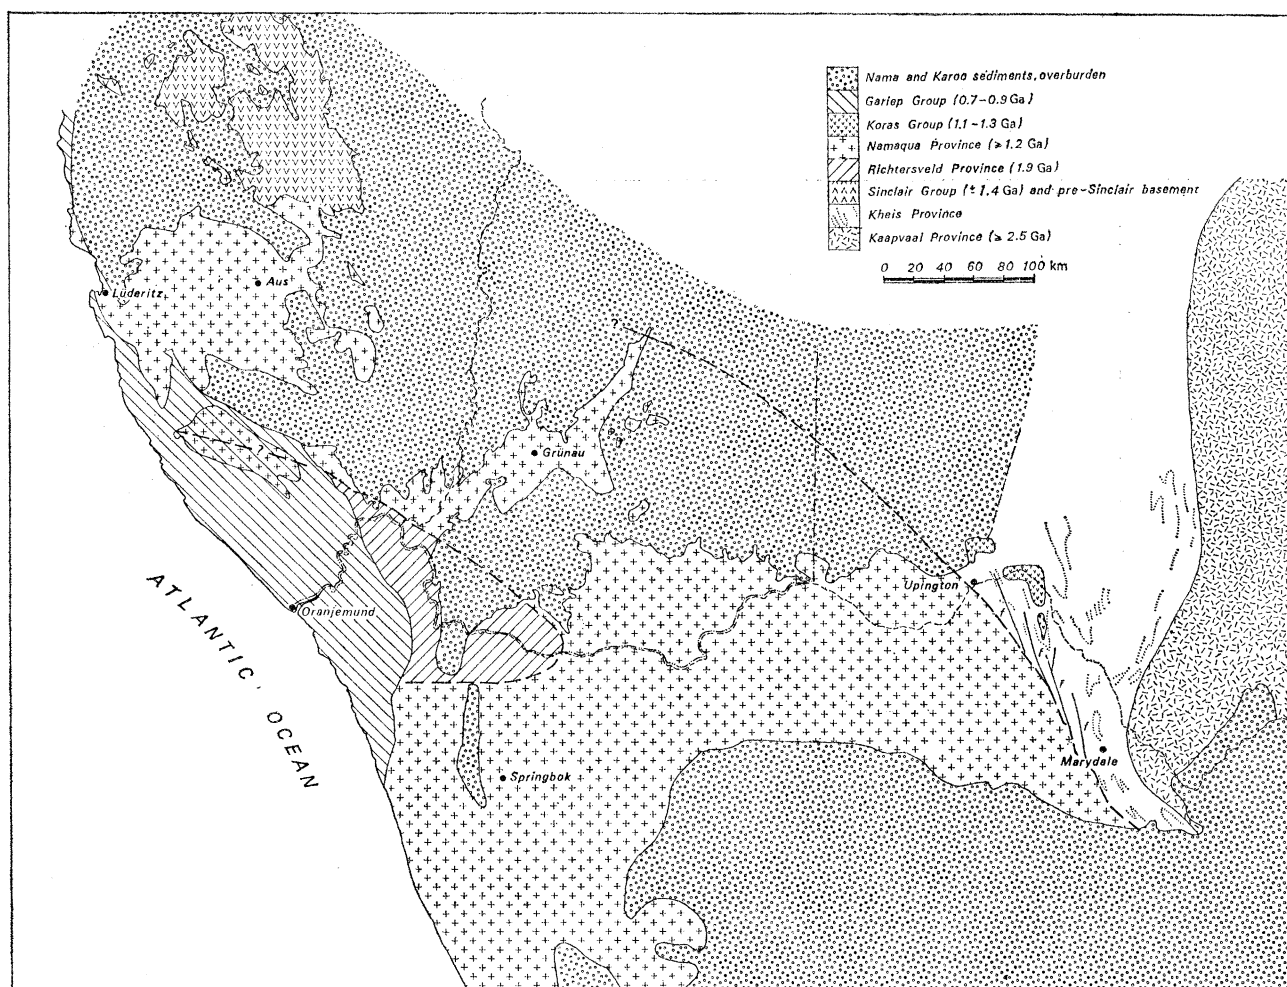 Nama and Karoo sediments, overburden
Gariep Group (0.7–0.9 Ga)
Koras Group (1.1–1.3 Ga)
Namaqua Province (⩾ 1.2 Ga)
Richtersveld Province (1.9 Ga)
Sinclair Group (± 1.4 Ga) and pre-Sinclair basement
Kheis Province
Kaapvaal Province (⩾ 2.5 Ga)
0 20 40 60 80 100 km
Lüderitz
Aus
?
Grünau
?
Upington
Oranjemund
ATLANTIC OCEAN
Marydale
Springbok